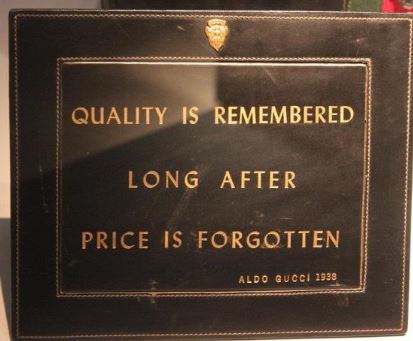 QUALITY IS REMEMBERED
LONG AFTER
PRICE IS FORGOTTEN
ALDO GUCCI 1938